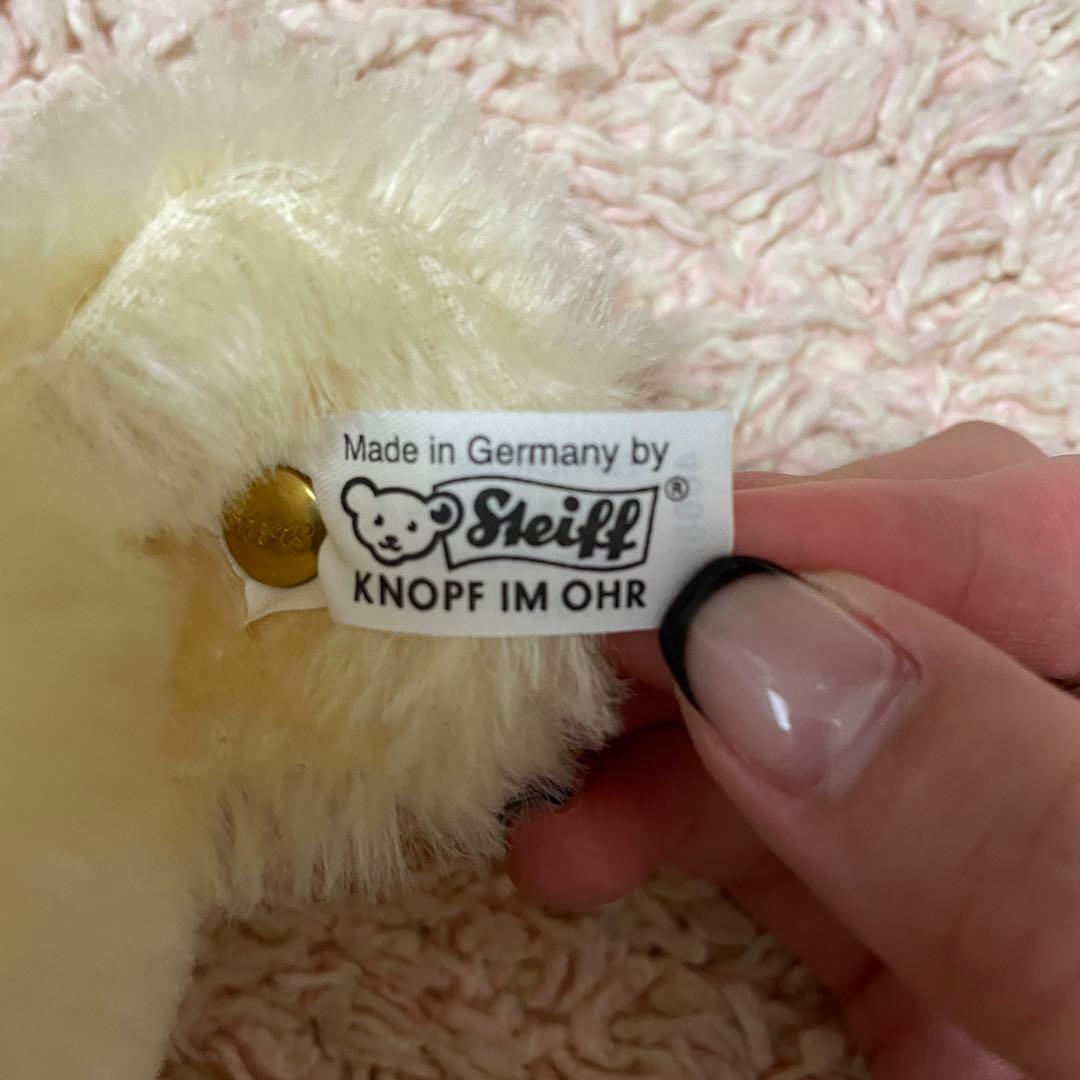 Made in Germany by
Steiff®
KNOPF IM OHR